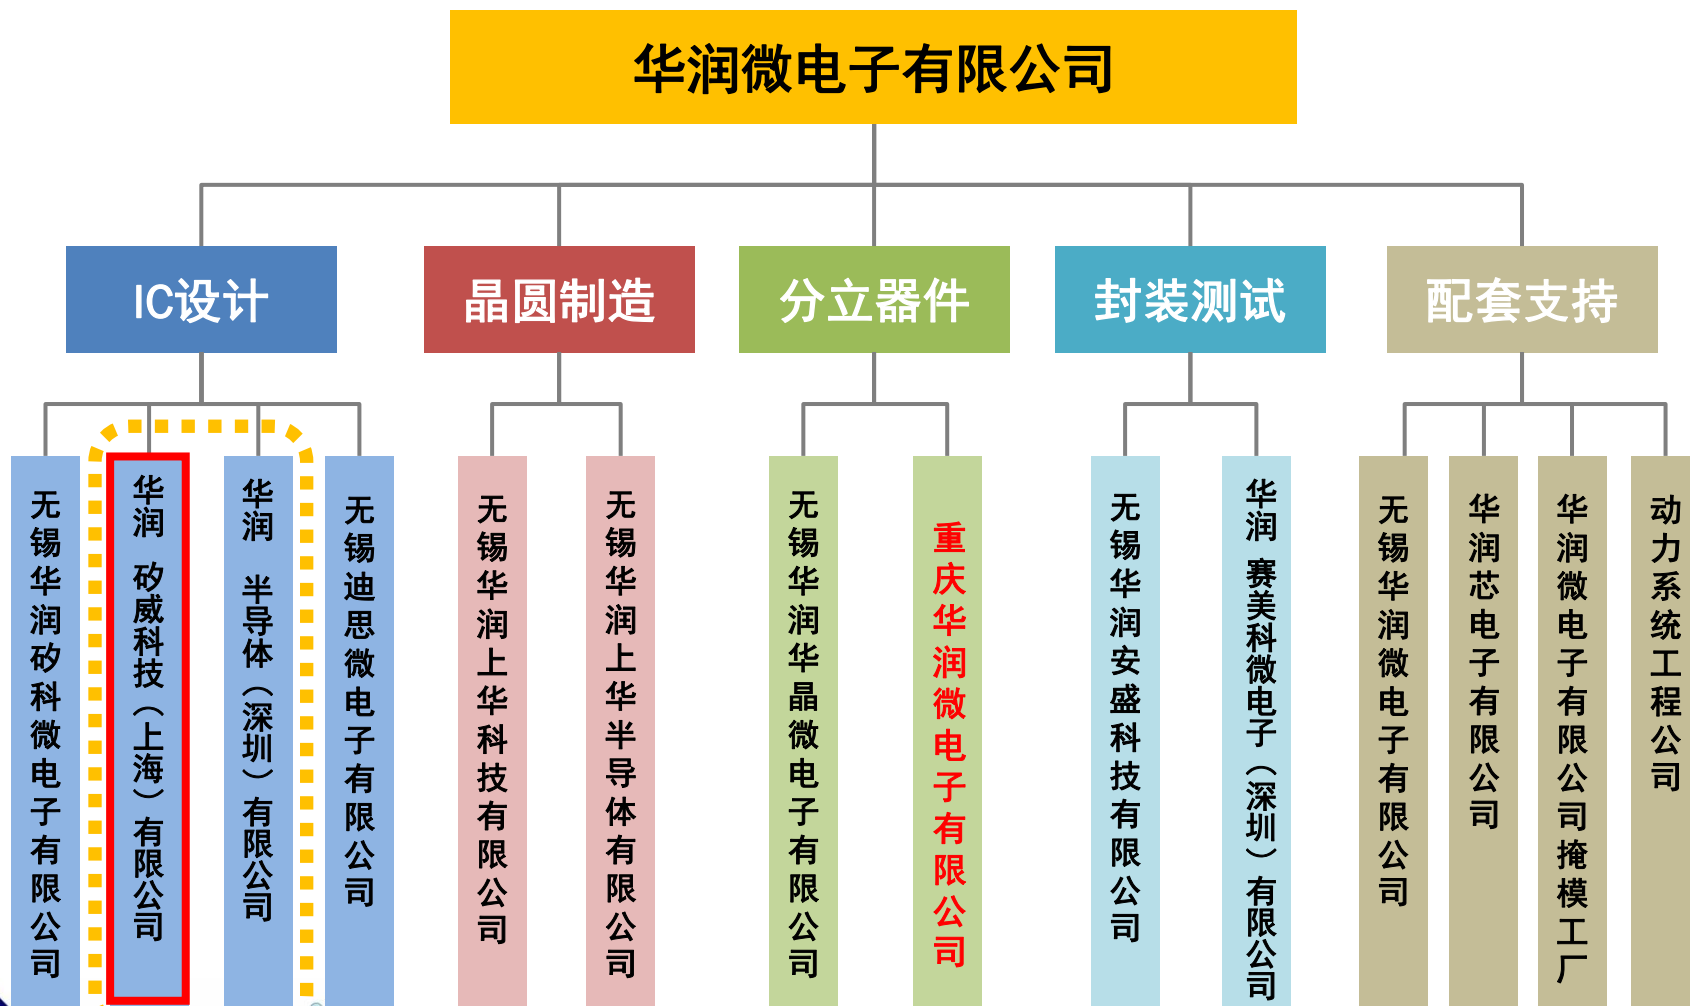 华润微电子有限公司
IC设计
晶圆制造
分立器件
封装测试
配套支持
无锡华润矽科微电子有限公司
华润 矽威科技（上海）有限公司
华润 半导体（深圳）有限公司
无锡迪思微电子有限公司
无锡华润上华科技有限公司
无锡华润上华半导体有限公司
无锡华润华晶微电子有限公司
重庆华润微电子有限公司
无锡华润安盛科技有限公司
华润 赛美科微电子（深圳）有限公司
无锡华润微电子有限公司
华润芯电子有限公司
华润微电子有限公司掩模工厂
动力系统工程公司